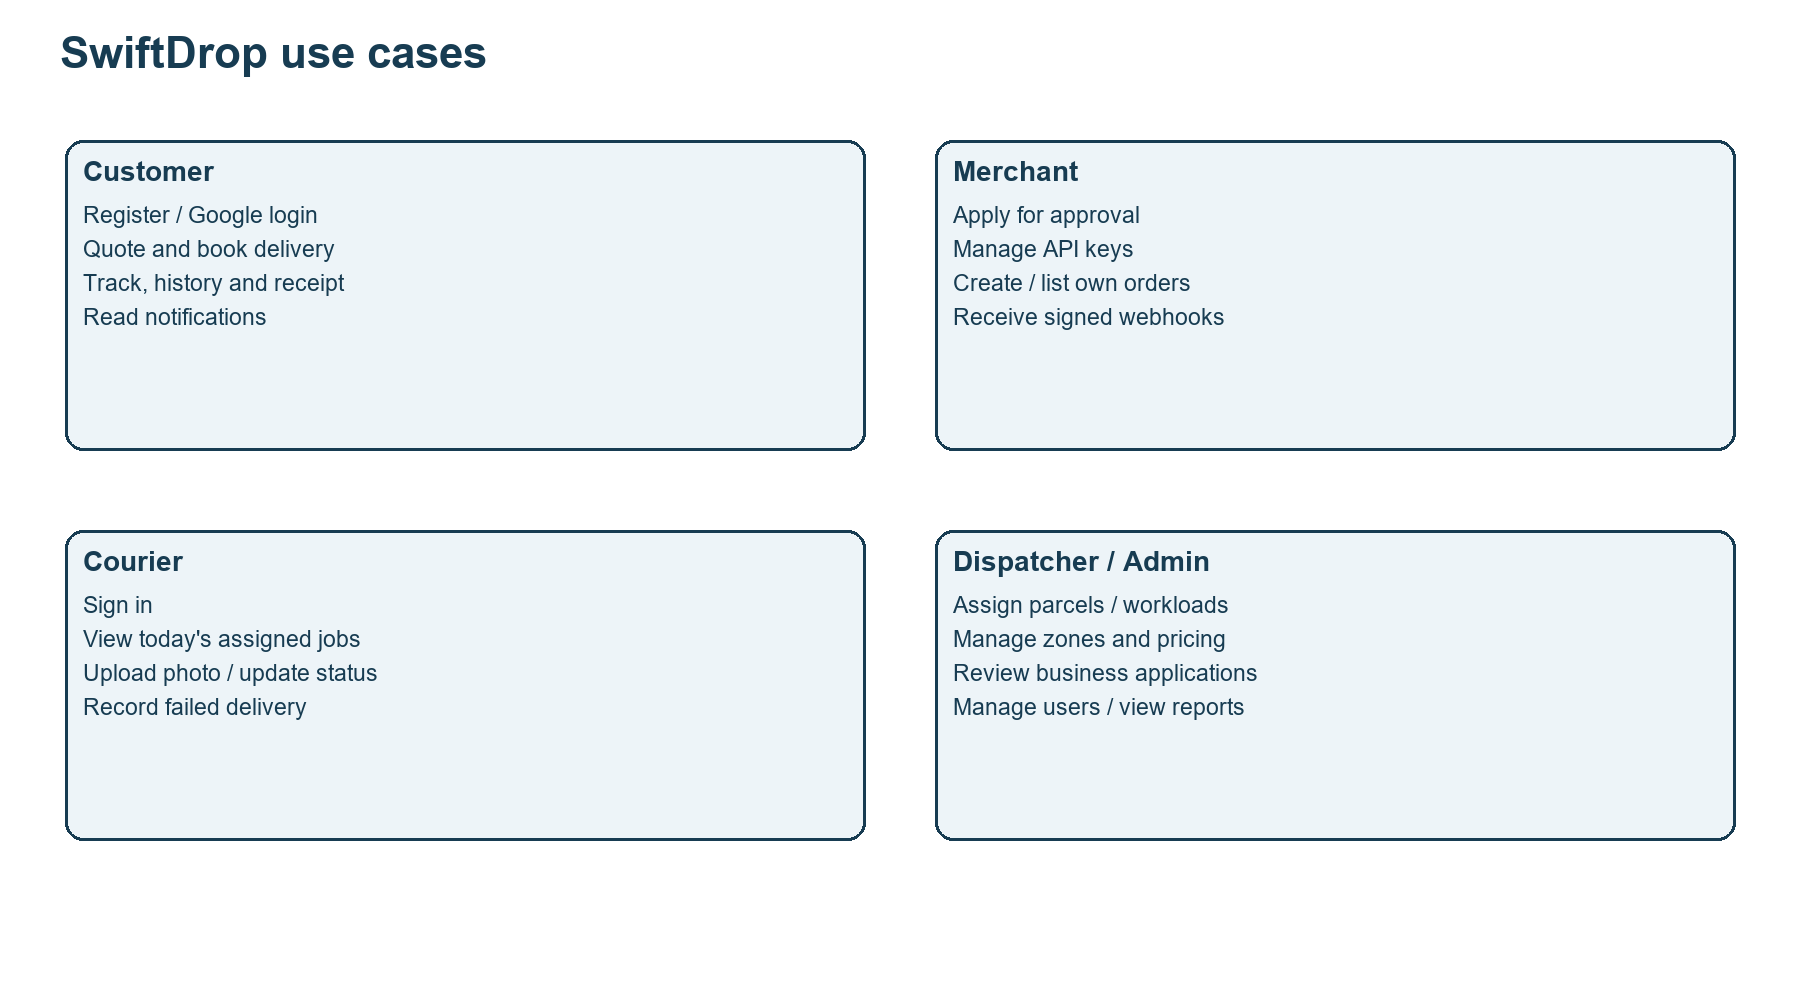 SwiftDrop use cases
Customer
Register / Google login
Quote and book delivery
Track, history and receipt
Read notifications
Merchant
Apply for approval
Manage API keys
Create / list own orders
Receive signed webhooks
Courier
Sign in
View today's assigned jobs
Upload photo / update status
Record failed delivery
Dispatcher / Admin
Assign parcels / workloads
Manage zones and pricing
Review business applications
Manage users / view reports